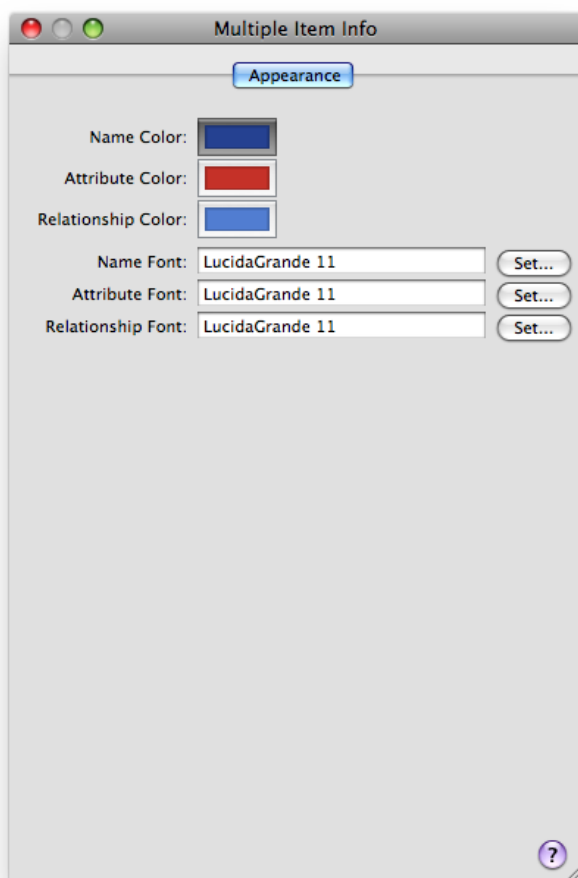 Multiple Item Info
Appearance
Name Color:
Attribute Color:
Relationship Color:
Name Font: LucidaGrande 11 Set...
Attribute Font: LucidaGrande 11 Set...
Relationship Font: LucidaGrande 11 Set...
?